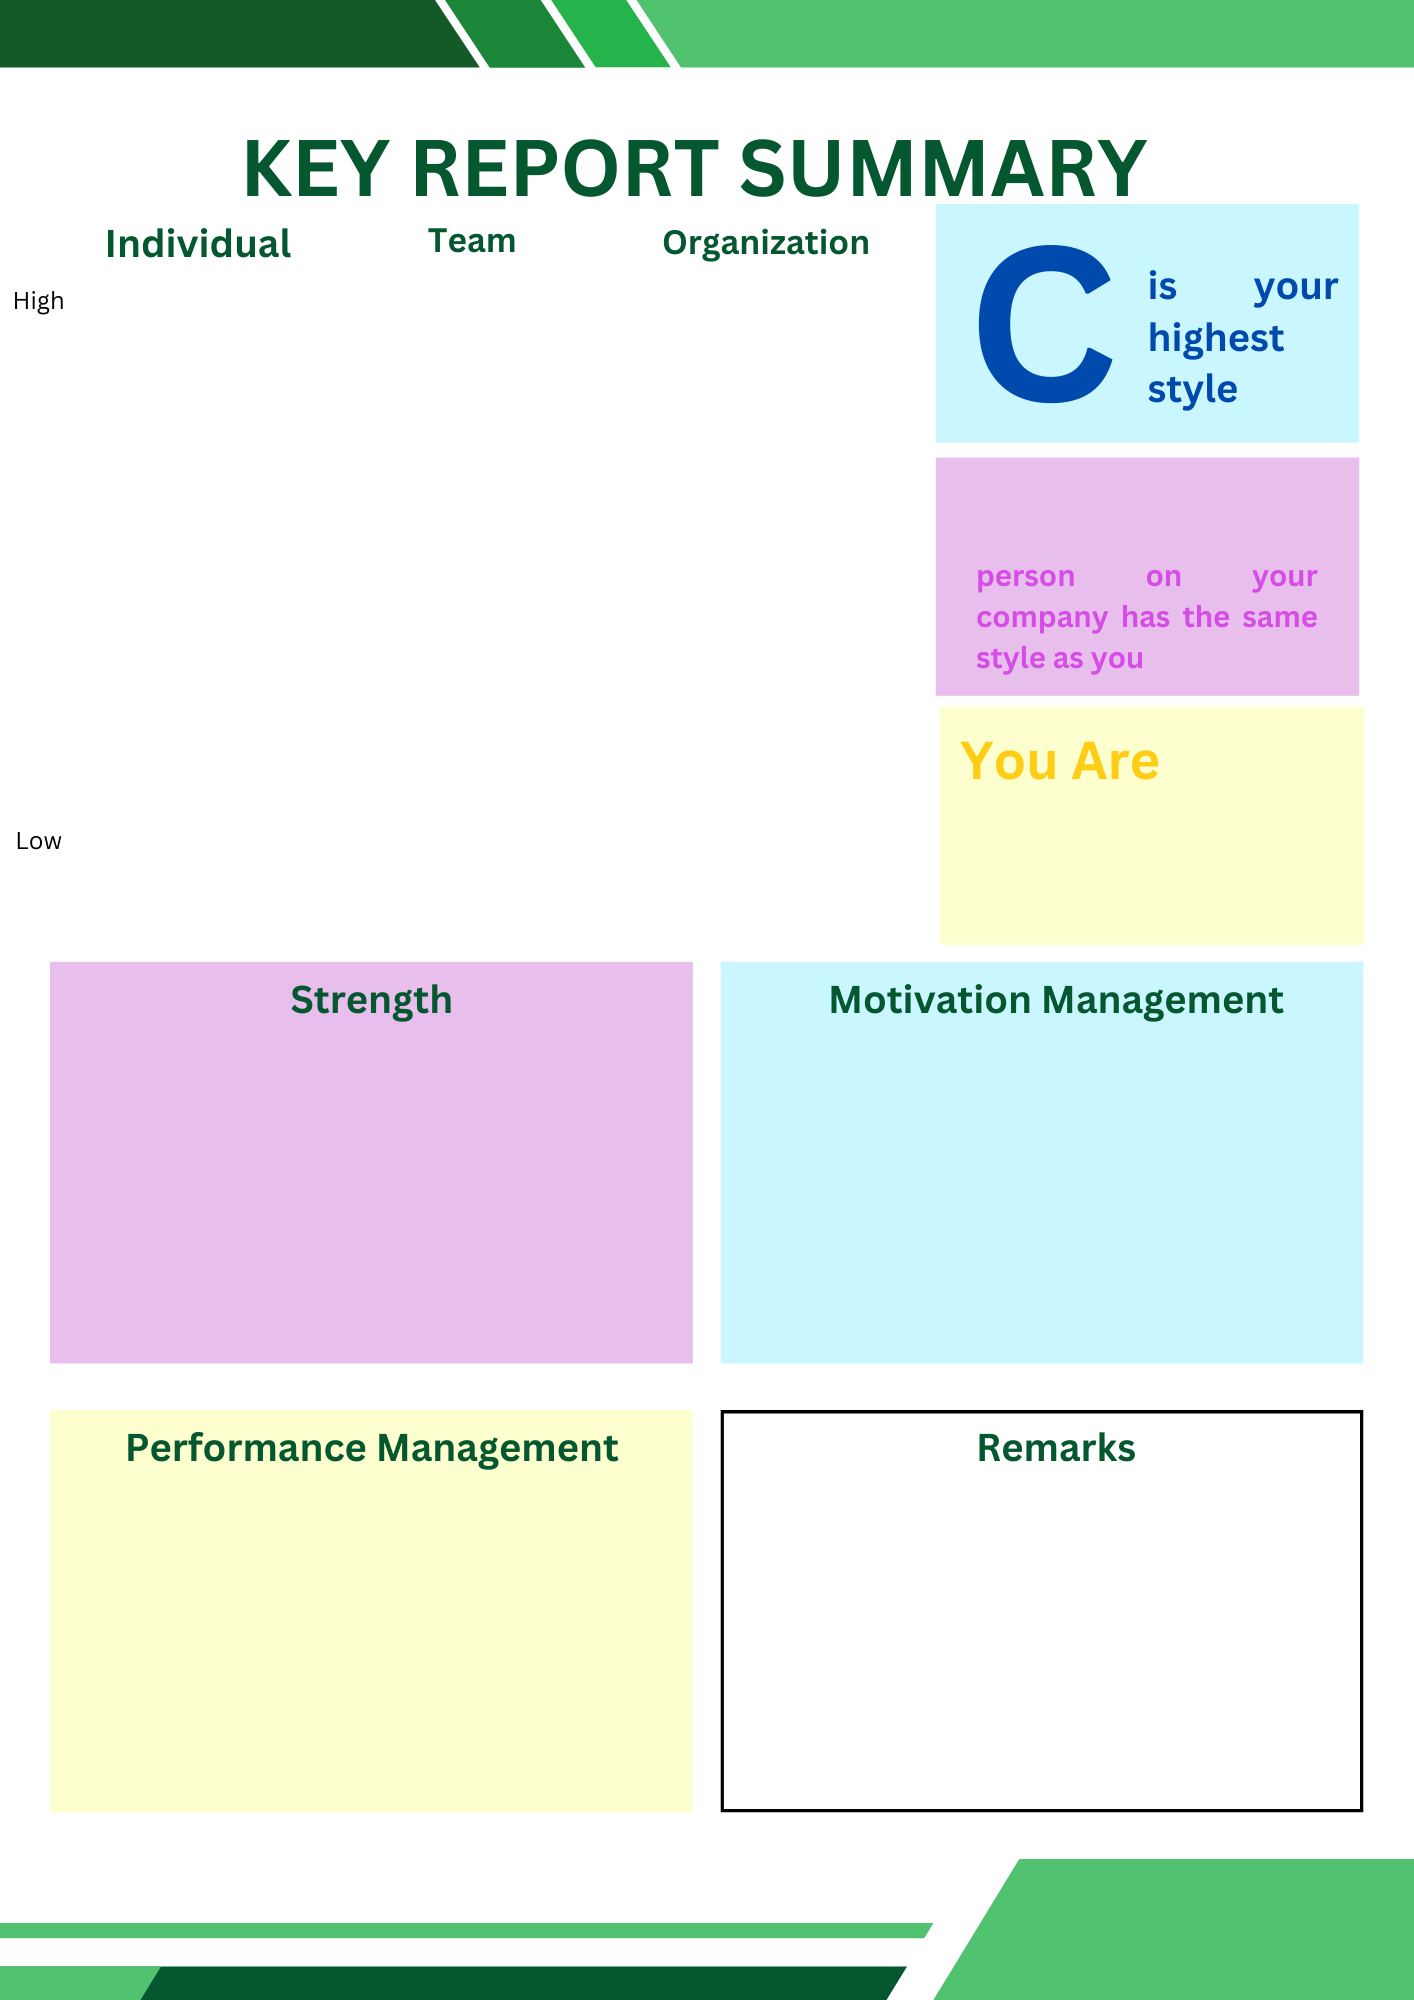 KEY REPORT SUMMARY
Individual
Team
Organization
High
Low
C
is your
highest
style
person on your
company has the same
style as you
You Are
Strength
Motivation Management
Performance Management
Remarks